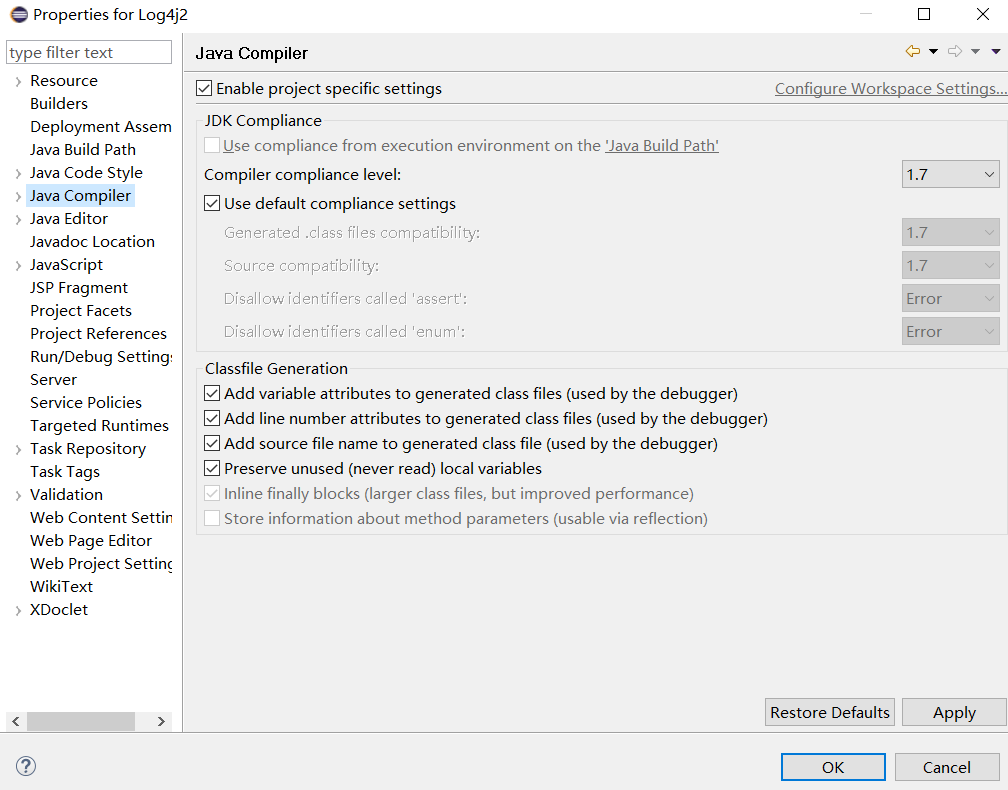 Properties for Log4j2
type filter text
Resource
Builders
Deployment Assem
Java Build Path
Java Code Style
Java Compiler
Java Editor
Javadoc Location
JavaScript
JSP Fragment
Project Facets
Project References
Run/Debug Settings
Server
Service Policies
Targeted Runtimes
Task Repository
Task Tags
Validation
Web Content Settin
Web Page Editor
Web Project Setting
WikiText
XDoclet
Java Compiler
Enable project specific settings
Configure Workspace Settings...
JDK Compliance
Use compliance from execution environment on the 'Java Build Path'
Compiler compliance level: 1.7
Use default compliance settings
Generated .class files compatibility: 1.7
Source compatibility: 1.7
Disallow identifiers called 'assert': Error
Disallow identifiers called 'enum': Error
Classfile Generation
Add variable attributes to generated class files (used by the debugger)
Add line number attributes to generated class files (used by the debugger)
Add source file name to generated class file (used by the debugger)
Preserve unused (never read) local variables
Inline finally blocks (larger class files, but improved performance)
Store information about method parameters (usable via reflection)
Restore Defaults
Apply
?
OK
Cancel